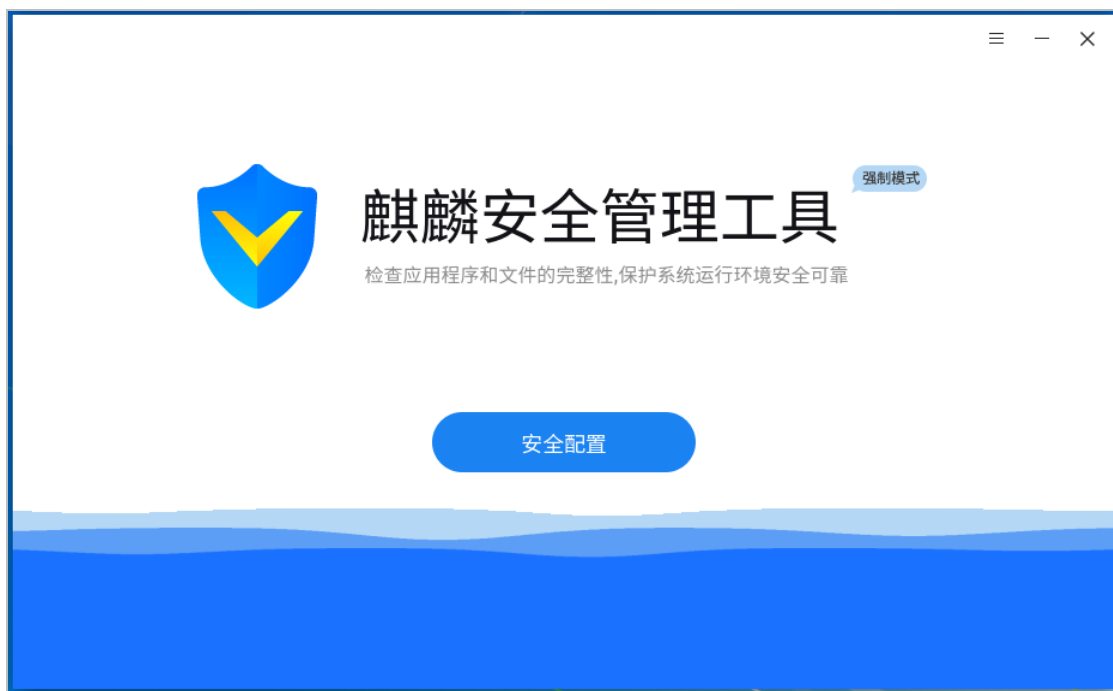 强制模式
麒麟安全管理工具
检查应用程序和文件的完整性,保护系统运行环境安全可靠
安全配置